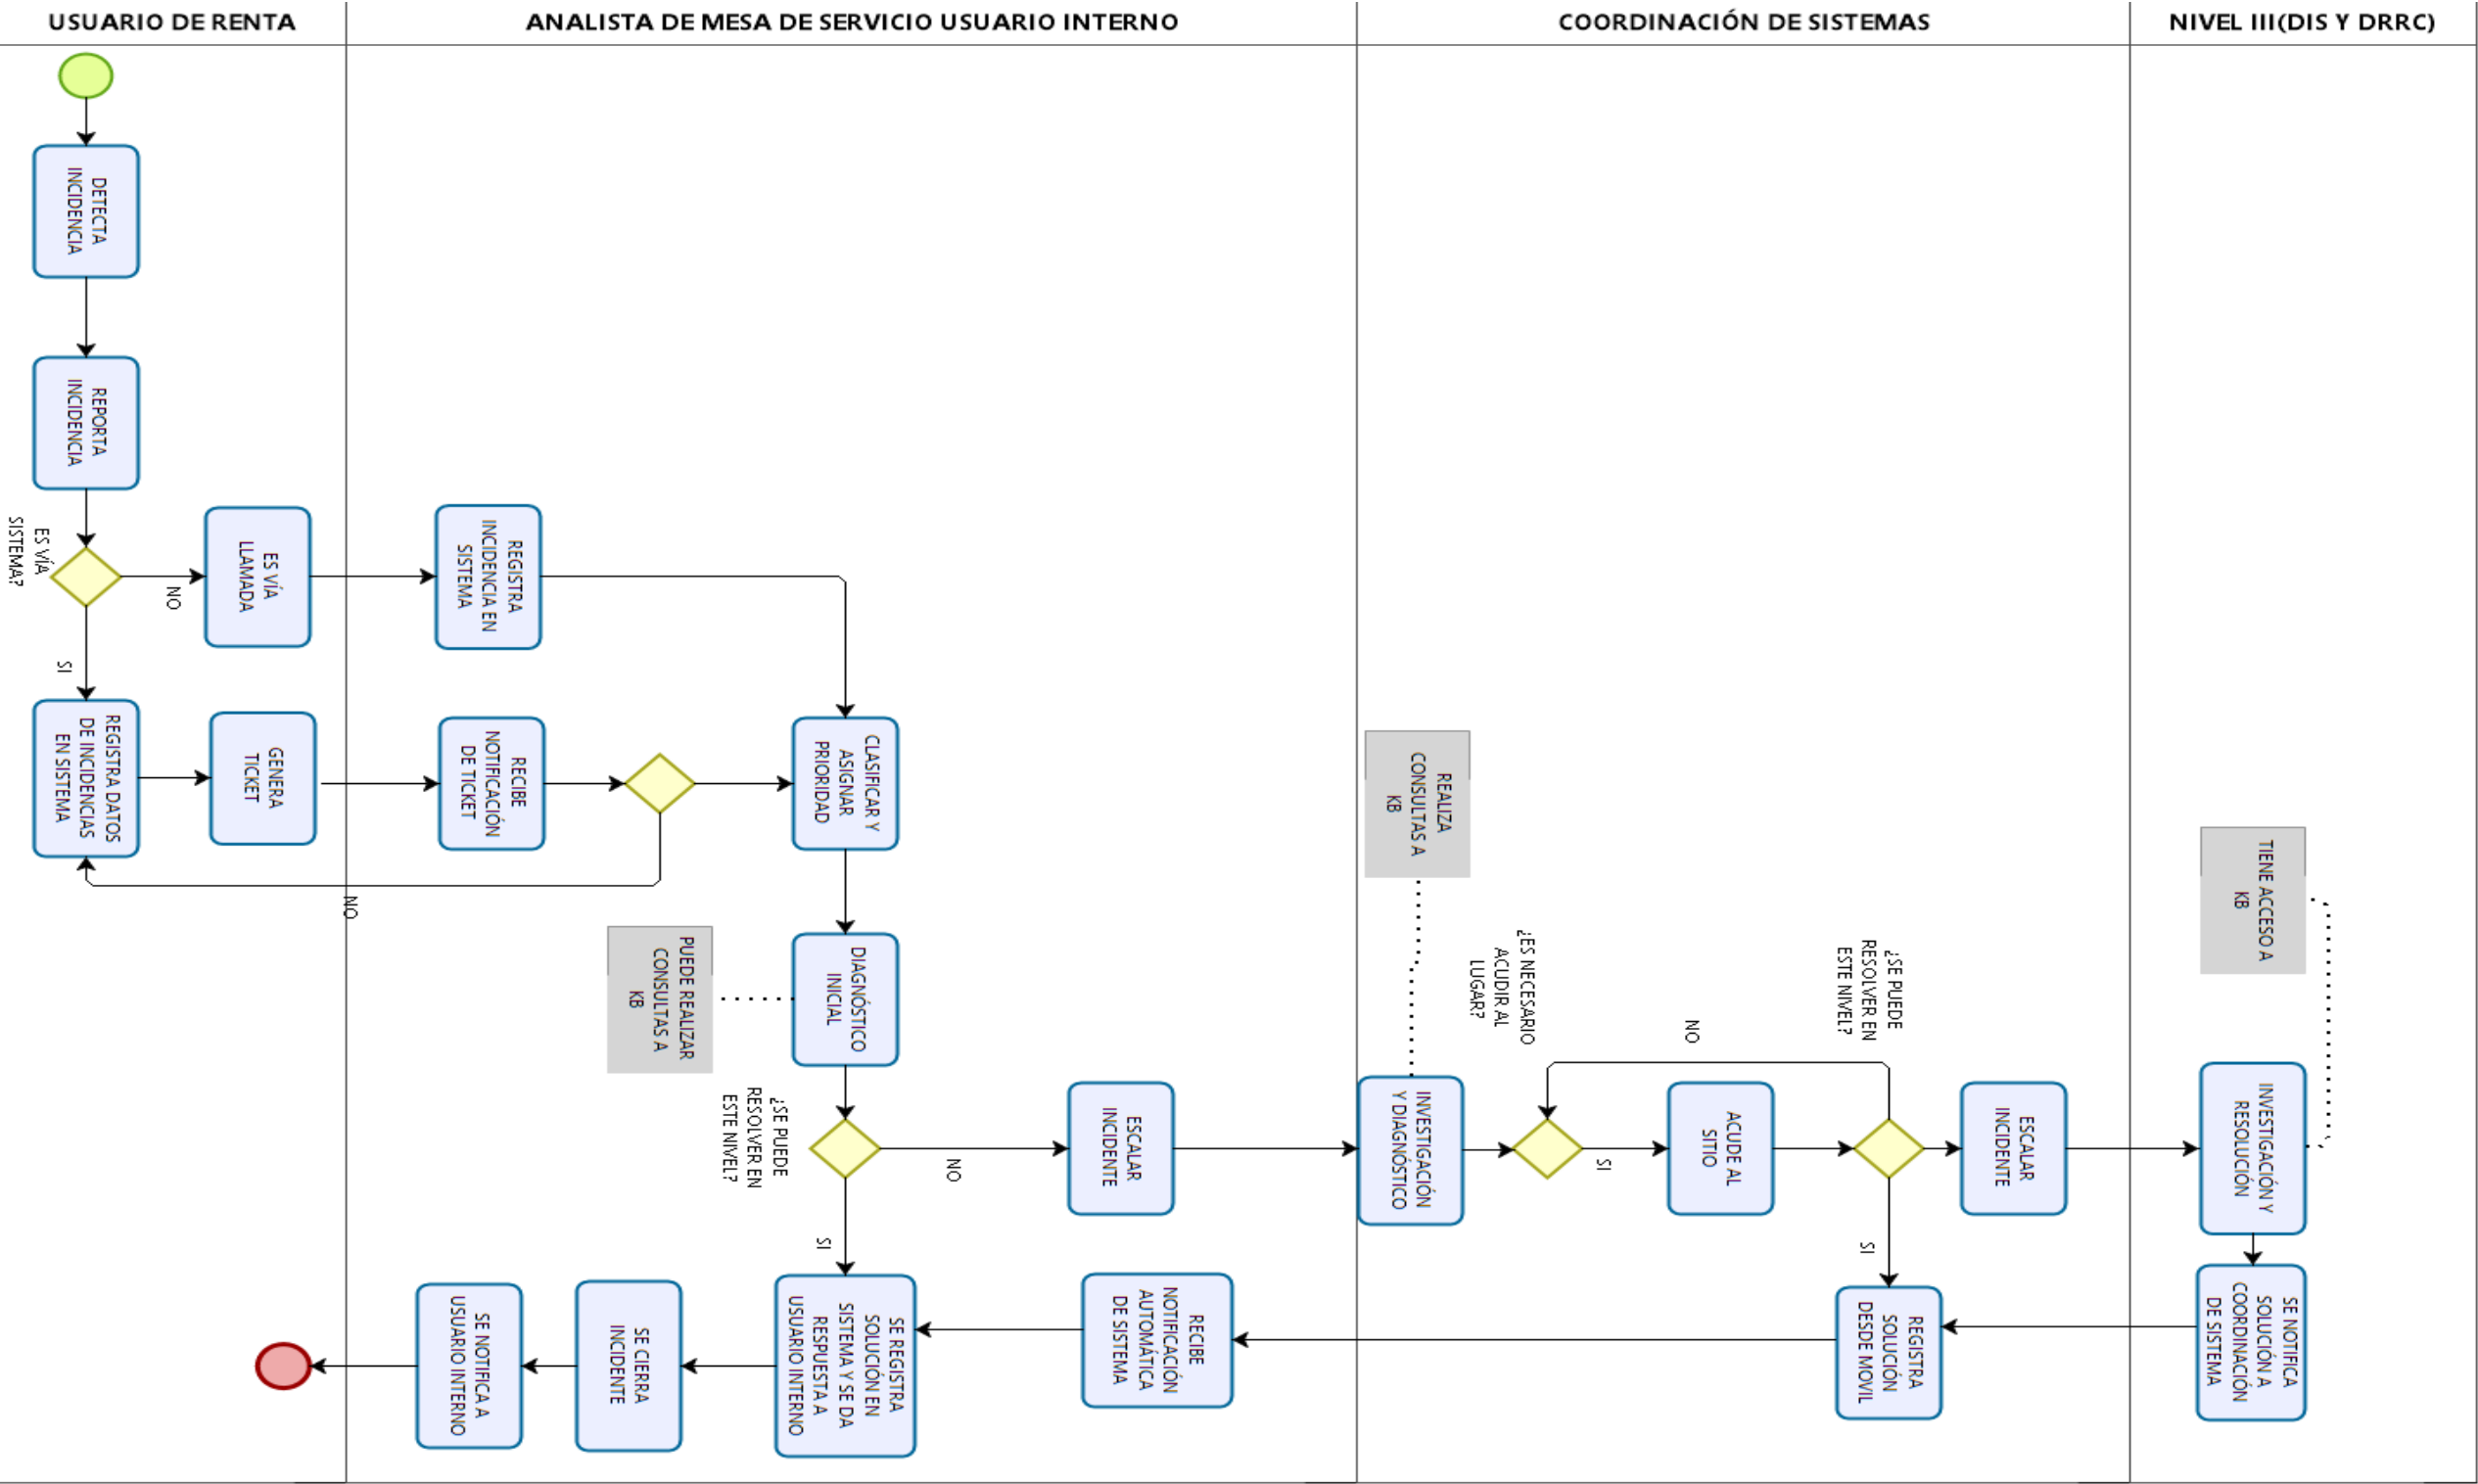 USUARIO DE RENTA
ANALISTA DE MESA DE SERVICIO USUARIO INTERNO
COORDINACIÓN DE SISTEMAS
NIVEL III(DIS Y DRRC)
DETECTA
INCIDENCIA
REPORTA
INCIDENCIA
ES VÍA
SISTEMA?
NO
ES VÍA
LLAMADA
SI
REGISTRA DATOS
DE INCIDENCIAS
EN SISTEMA
GENERA
TICKET
REGISTRA
INCIDENCIA EN
SISTEMA
RECIBE
NOTIFICACIÓN
DE TICKET
NO
CLASIFICAR Y
ASIGNAR
PRIORIDAD
DIAGNÓSTICO
INICIAL
PUEDE REALIZAR
CONSULTAS A
KB
¿SE PUEDE
RESOLVER EN
ESTE NIVEL?
NO
SI
ESCALAR
INCIDENTE
REALIZA
CONSULTAS A
KB
INVESTIGACIÓN
Y DIAGNÓSTICO
¿ES NECESARIO
ACUDIR AL
LUGAR?
SI
NO
ACUDE AL
SITIO
¿SE PUEDE
RESOLVER EN
ESTE NIVEL?
SI
ESCALAR
INCIDENTE
TIENE ACCESO A
KB
INVESTIGACIÓN Y
RESOLUCIÓN
SE NOTIFICA
SOLUCIÓN A
COORDINACIÓN
DE SISTEMA
REGISTRA
SOLUCIÓN
DESDE MOVIL
RECIBE
NOTIFICACIÓN
AUTOMÁTICA
DE SISTEMA
SE REGISTRA
SOLUCIÓN EN
SISTEMA Y SE DA
RESPUESTA A
USUARIO INTERNO
SE CIERRA
INCIDENTE
SE NOTIFICA A
USUARIO INTERNO